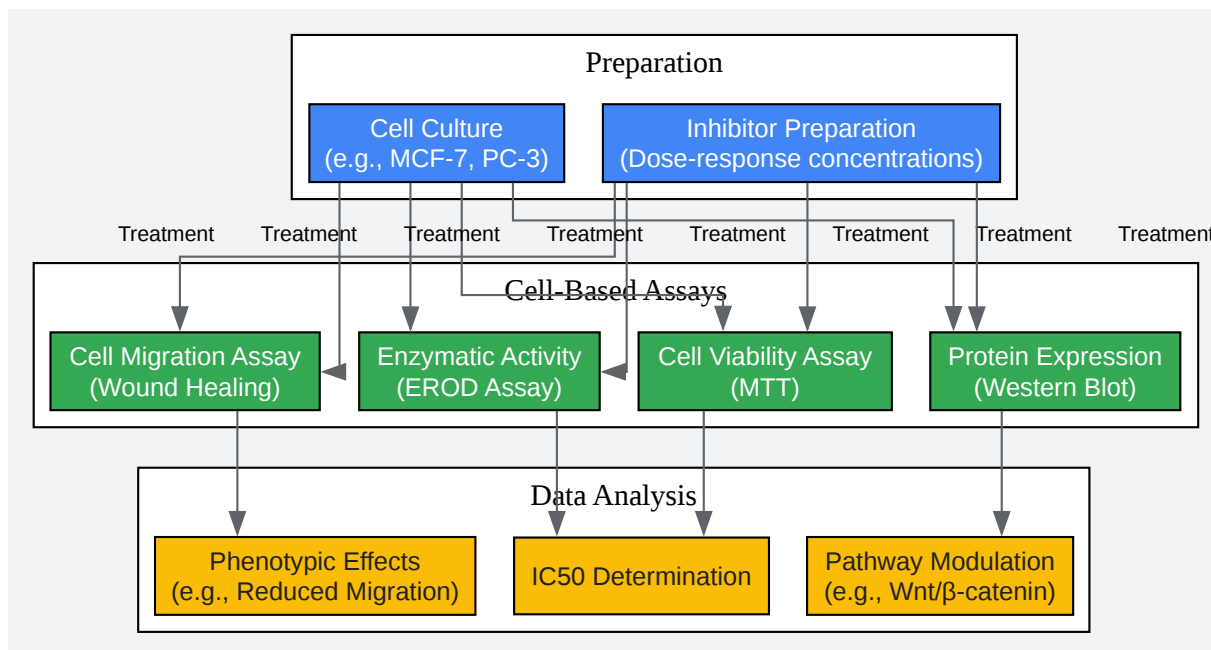 Preparation
Cell Culture
(e.g., MCF-7, PC-3)
Inhibitor Preparation
(Dose-response concentrations)
Treatment Treatment Treatment Treatment Treatment Treatment Treatment Treatment
Cell-Based Assays
Cell Migration Assay
(Wound Healing)
Enzymatic Activity
(EROD Assay)
Cell Viability Assay
(MTT)
Protein Expression
(Western Blot)
Data Analysis
Phenotypic Effects
(e.g., Reduced Migration)
IC50 Determination
Pathway Modulation
(e.g., Wnt/β-catenin)